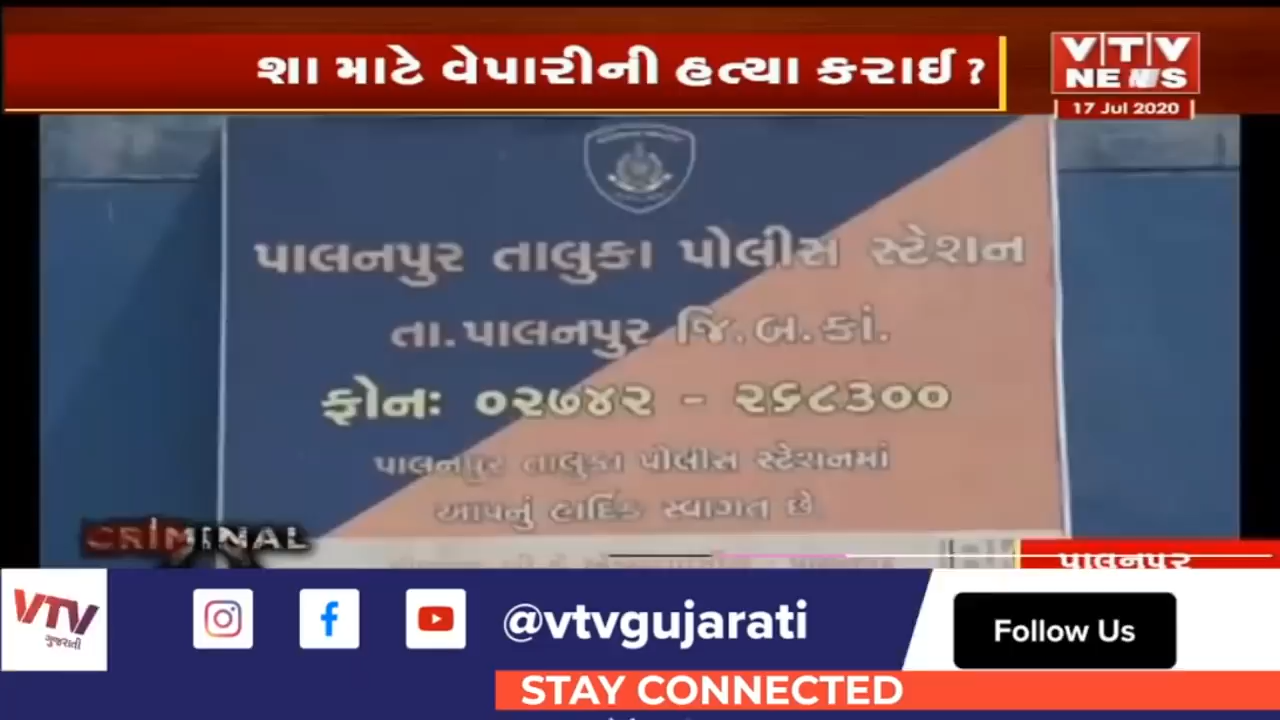 શા માટે વેપારીની હત્યા કરાઈ ?
VTV
NEWS
17 Jul 2020
પાલનપુર તાલુકા પોલીસ સ્ટેશન
તા.પાલનપુર જિ.બ.કાં.
ફોનઃ ૦૨૭૪૨ - ૨૬૮૩૦૦
પાલનપુર તાલુકા પોલીસ સ્ટેશનમાં
આપનું હાર્દિક સ્વાગત છે.
CRIMINAL
પાલનપુર
VTV
ગુજરાતી
@vtvgujarati
Follow Us
STAY CONNECTED